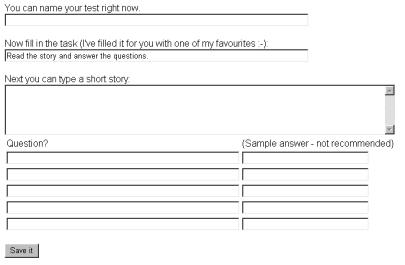 You can name your test right now.
Now fill in the task (I've filled it for you with one of my favourites :-):
Read the story and answer the questions.
Next you can type a short story:
Question? (Sample answer - not recommended)
Save it